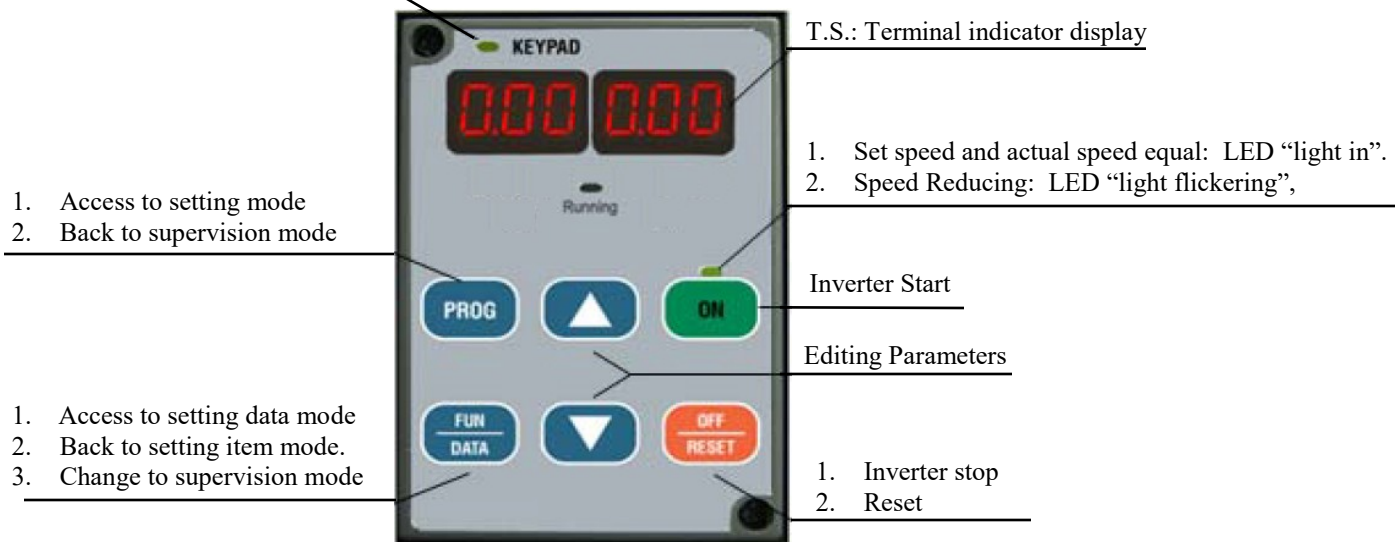 KEYPAD
T.S.: Terminal indicator display
0.00 0.00
1. Set speed and actual speed equal: LED “light in”.
2. Speed Reducing: LED “light flickering”,
Running
1. Access to setting mode
2. Back to supervision mode
PROG
ON
Inverter Start
Editing Parameters
1. Access to setting data mode
2. Back to setting item mode.
3. Change to supervision mode
FUN
DATA
OFF
RESET
1. Inverter stop
2. Reset